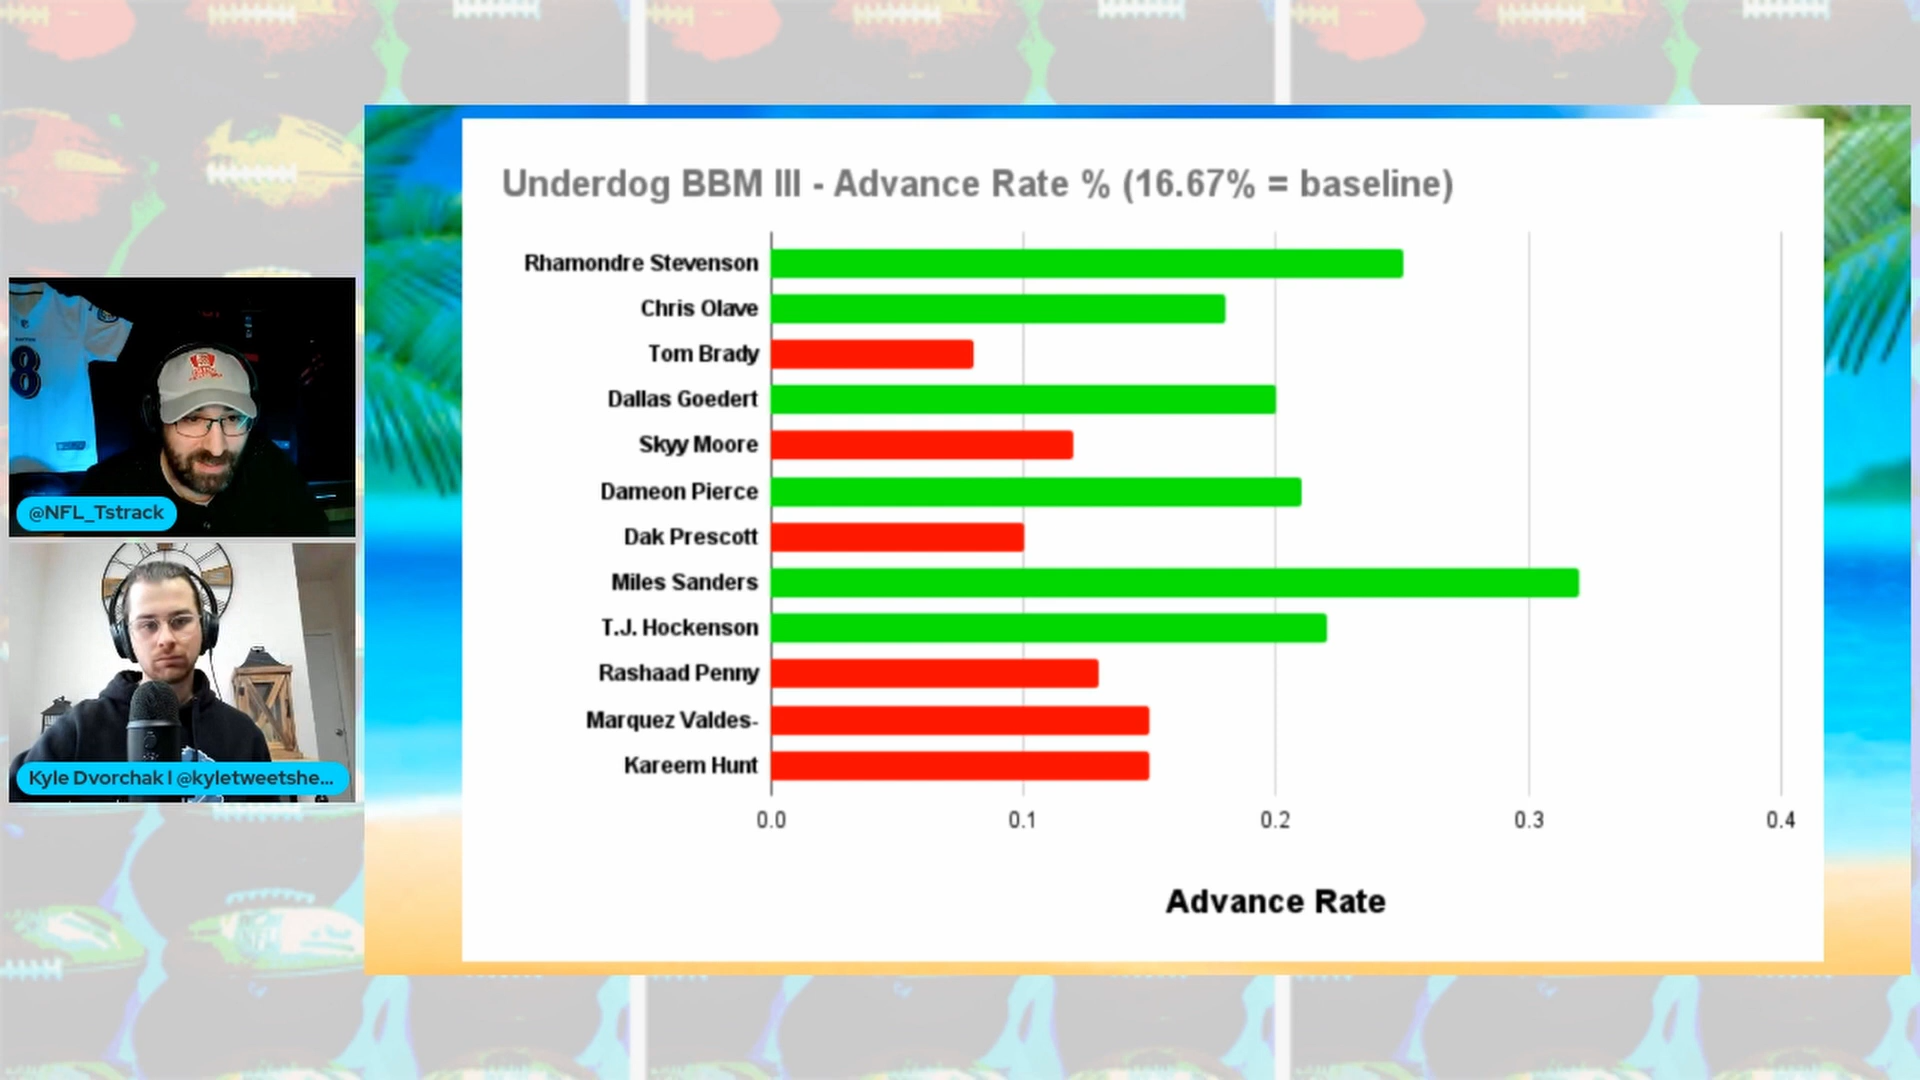 Underdog BBM III - Advance Rate % (16.67% = baseline)
Rhamondre Stevenson
Chris Olave
Tom Brady
Dallas Goedert
Skyy Moore
Dameon Pierce
Dak Prescott
Miles Sanders
T.J. Hockenson
Rashaad Penny
Marquez Valdes-
Kareem Hunt
0.0 0.1 0.2 0.3 0.4
Advance Rate
8
@NFL_Tstrack
Kyle Dvorchak | @kyletweetshe...